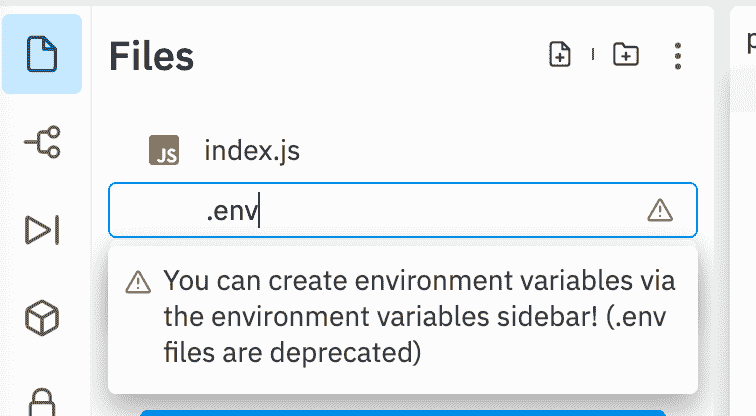 Files
JS
index.js
.env
You can create environment variables via
the environment variables sidebar! (.env
files are deprecated)